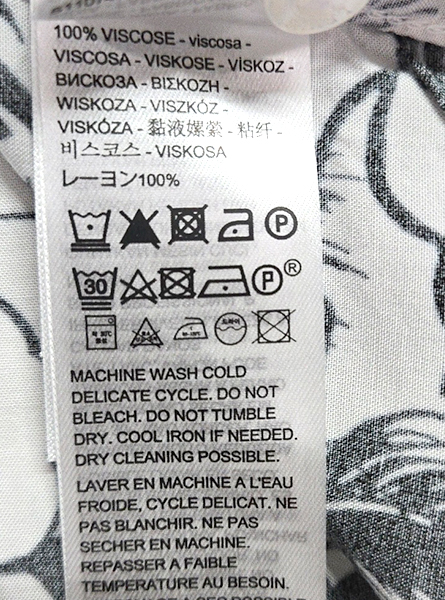 100% VISCOSE - viscosa -
VISCOSA - VISKOSE - VİSKOZ -
ВИСКОЗА - ΒΙΣΚΟΖΗ -
WISKOZA - VISZKÓZ -
VISKÓZA - 黏液嫘縈 - 粘纤 -
비스코스 - VISKOSA
レーヨン100%
P
30 P ®
MACHINE WASH COLD
DELICATE CYCLE. DO NOT
BLEACH. DO NOT TUMBLE
DRY. COOL IRON IF NEEDED.
DRY CLEANING POSSIBLE.
LAVER EN MACHINE A L'EAU
FROIDE, CYCLE DELICAT. NE
PAS BLANCHIR. NE PAS
SECHER EN MACHINE.
REPASSER A FAIBLE
TEMPERATURE AU BESOIN.